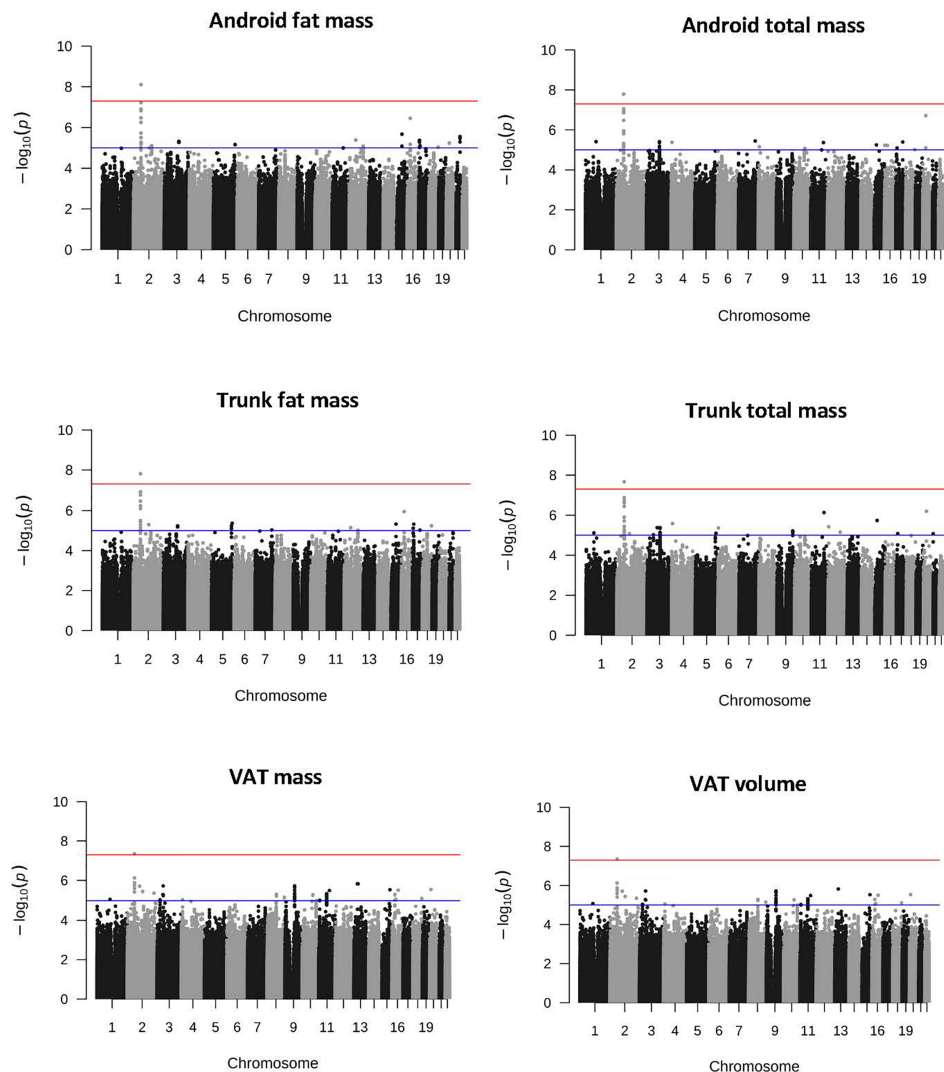 Android fat mass
10
8
6
4
2
0
− log10(p)
1 2 3 4 5 6 7 9 11 13 16 19
Chromosome
Android total mass
10
8
6
4
2
0
− log10(p)
1 2 3 4 5 6 7 9 11 13 16 19
Chromosome
Trunk fat mass
10
8
6
4
2
0
− log10(p)
1 2 3 4 5 6 7 9 11 13 16 19
Chromosome
Trunk total mass
10
8
6
4
2
0
− log10(p)
1 2 3 4 5 6 7 9 11 13 16 19
Chromosome
VAT mass
10
8
6
4
2
0
− log10(p)
1 2 3 4 5 6 7 9 11 13 16 19
Chromosome
VAT volume
10
8
6
4
2
0
− log10(p)
1 2 3 4 5 6 7 9 11 13 16 19
Chromosome